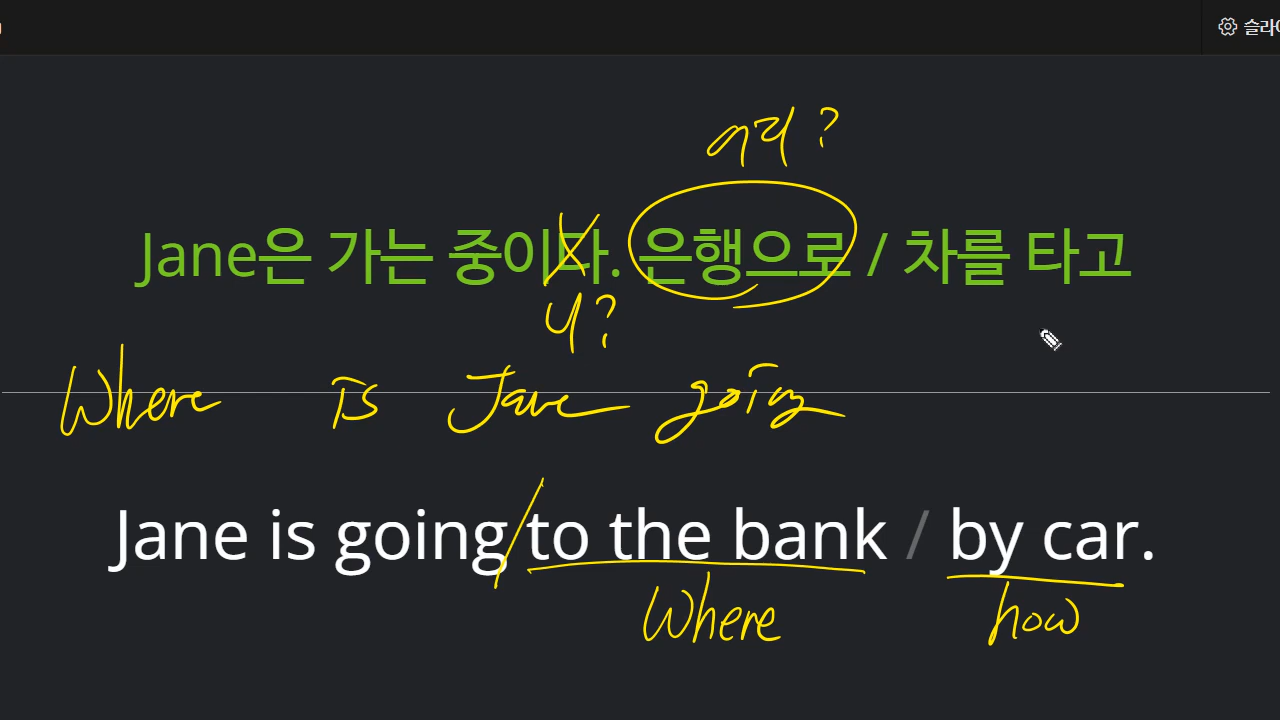 슬라이
어디?
Jane은 가는 중이다. 은행으로 / 차를 타고
니?
Where is Jane going
Jane is going / to the bank / by car.
Where how